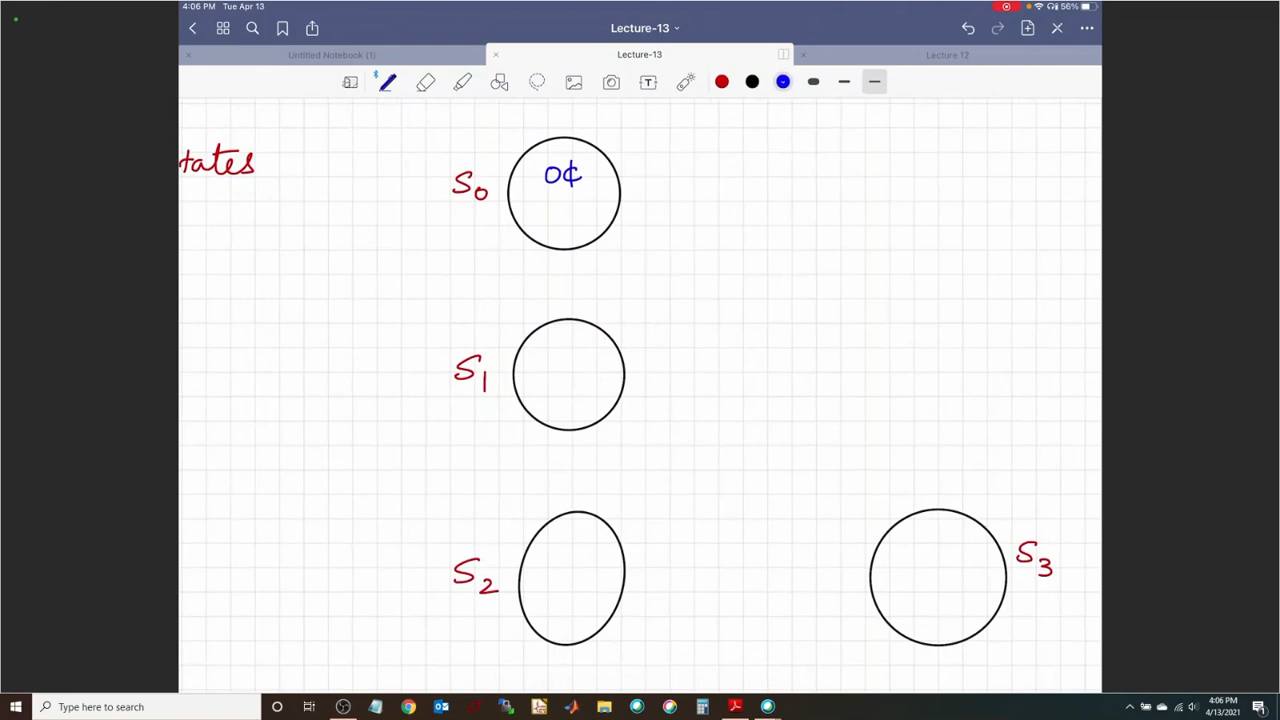 4:06 PM Tue Apr 13
56%
Lecture-13
Untitled Notebook (1)
Lecture-13
Lecture 12
tates
S0
0¢
S1
S2
S3
Type here to search
4:06 PM
4/13/2021